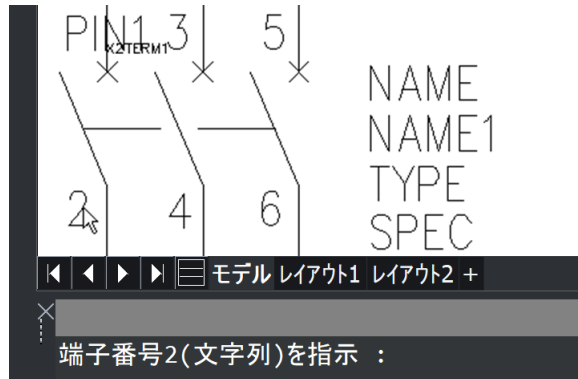 PIN1 3 5
X2TERM1
NAME
NAME1
TYPE
2 4 6
SPEC
モデル レイアウト1 レイアウト2 +
端子番号2(文字列)を指示 :